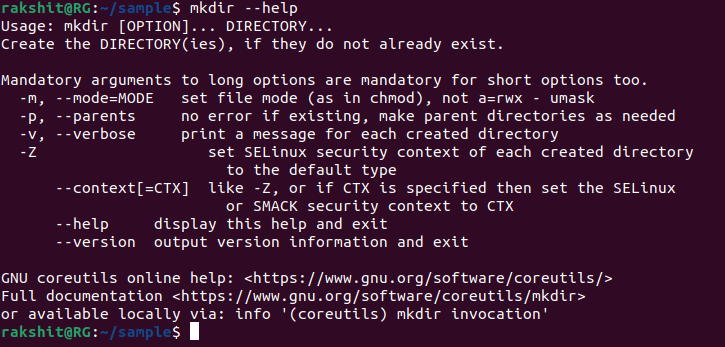 rakshit@RG:~/sample$ mkdir --help
Usage: mkdir [OPTION]... DIRECTORY...
Create the DIRECTORY(ies), if they do not already exist.

Mandatory arguments to long options are mandatory for short options too.
  -m, --mode=MODE   set file mode (as in chmod), not a=rwx - umask
  -p, --parents     no error if existing, make parent directories as needed
  -v, --verbose     print a message for each created directory
  -Z                   set SELinux security context of each created directory
                         to the default type
      --context[=CTX]  like -Z, or if CTX is specified then set the SELinux
                         or SMACK security context to CTX
      --help     display this help and exit
      --version  output version information and exit

GNU coreutils online help: <https://www.gnu.org/software/coreutils/>
Full documentation <https://www.gnu.org/software/coreutils/mkdir>
or available locally via: info '(coreutils) mkdir invocation'
rakshit@RG:~/sample$